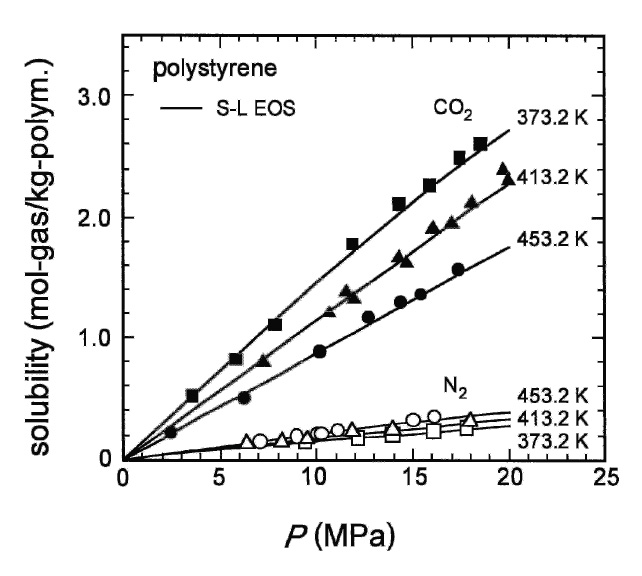 polystyrene
S-L EOS
CO₂
373.2 K
413.2 K
453.2 K
N₂
453.2 K
413.2 K
373.2 K
3.0
2.0
1.0
0
0
5
10
15
20
25
solubility (mol-gas/kg-polym.)
P (MPa)